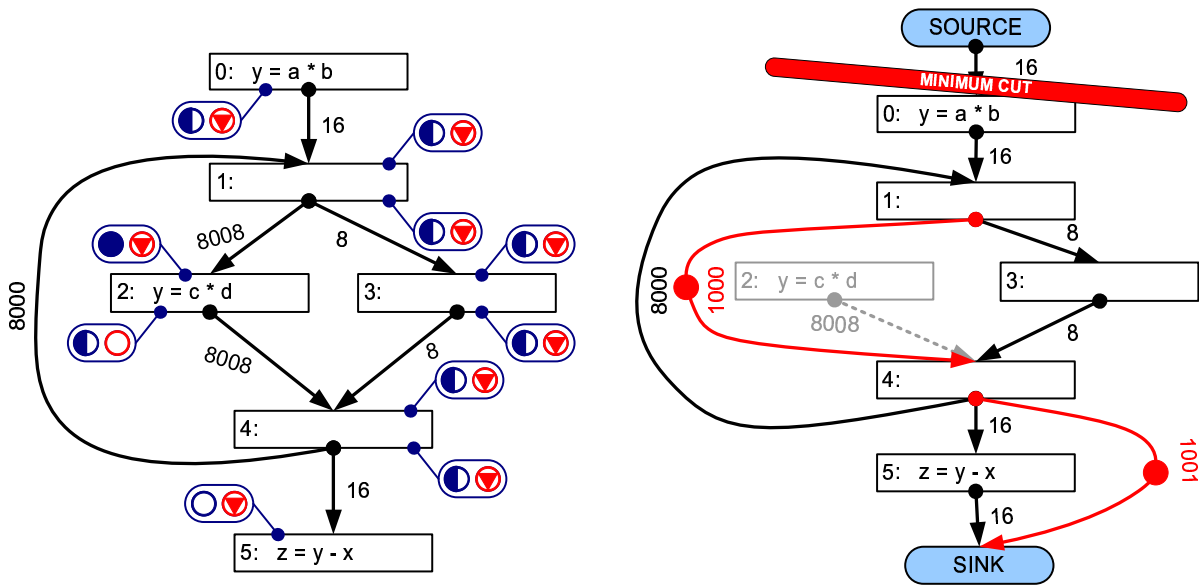 0: y = a * b
16
1:
8008
8
2: y = c * d
3:
8000
8008
8
4:
16
5: z = y - x
SOURCE
16
MINIMUM CUT
0: y = a * b
16
1:
8
8000
1000
2: y = c * d
3:
8008
8
4:
16
1001
5: z = y - x
16
SINK